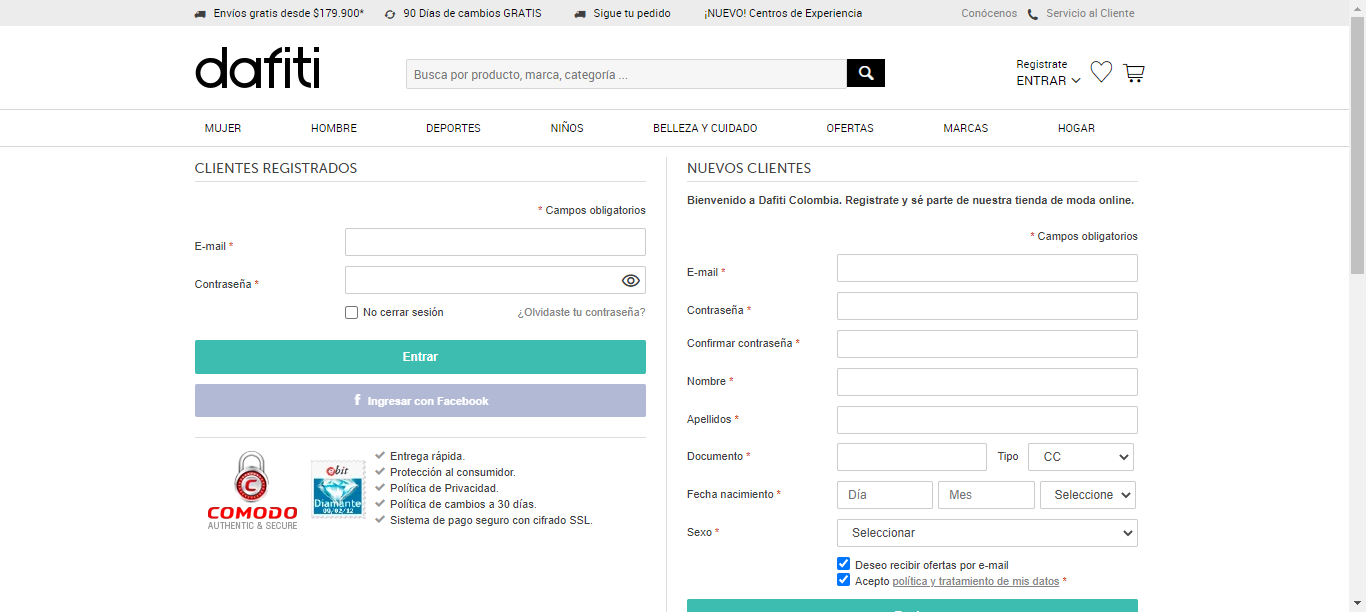 Envíos gratis desde $179.900* 90 Días de cambios GRATIS Sigue tu pedido ¡NUEVO! Centros de Experiencia Conócenos Servicio al Cliente
dafiti
Busca por producto, marca, categoría ...
Registrate
ENTRAR
MUJER HOMBRE DEPORTES NIÑOS BELLEZA Y CUIDADO OFERTAS MARCAS HOGAR
CLIENTES REGISTRADOS
* Campos obligatorios
E-mail *
Contraseña *
No cerrar sesión ¿Olvidaste tu contraseña?
Entrar
f Ingresar con Facebook
COMODO
AUTHENTIC & SECURE
ebit
Diamante
09/02/12
Entrega rápida.
Protección al consumidor.
Política de Privacidad.
Política de cambios a 30 días.
Sistema de pago seguro con cifrado SSL.
NUEVOS CLIENTES
Bienvenido a Dafiti Colombia. Registrate y sé parte de nuestra tienda de moda online.
* Campos obligatorios
E-mail *
Contraseña *
Confirmar contraseña *
Nombre *
Apellidos *
Documento * Tipo CC
Fecha nacimiento * Día Mes Seleccione
Sexo * Seleccionar
Deseo recibir ofertas por e-mail
Acepto política y tratamiento de mis datos *